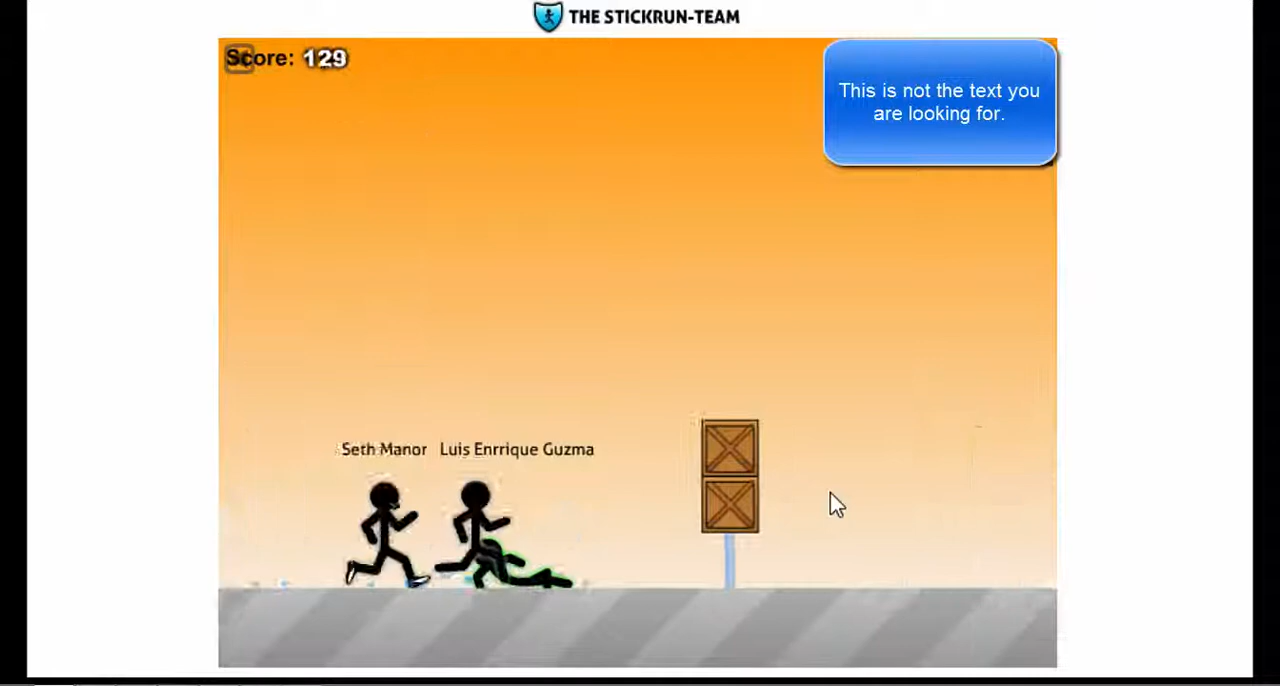 THE STICKRUN-TEAM
Score: 129
This is not the text you
are looking for.
Seth Manor
Luis Enrrique Guzma